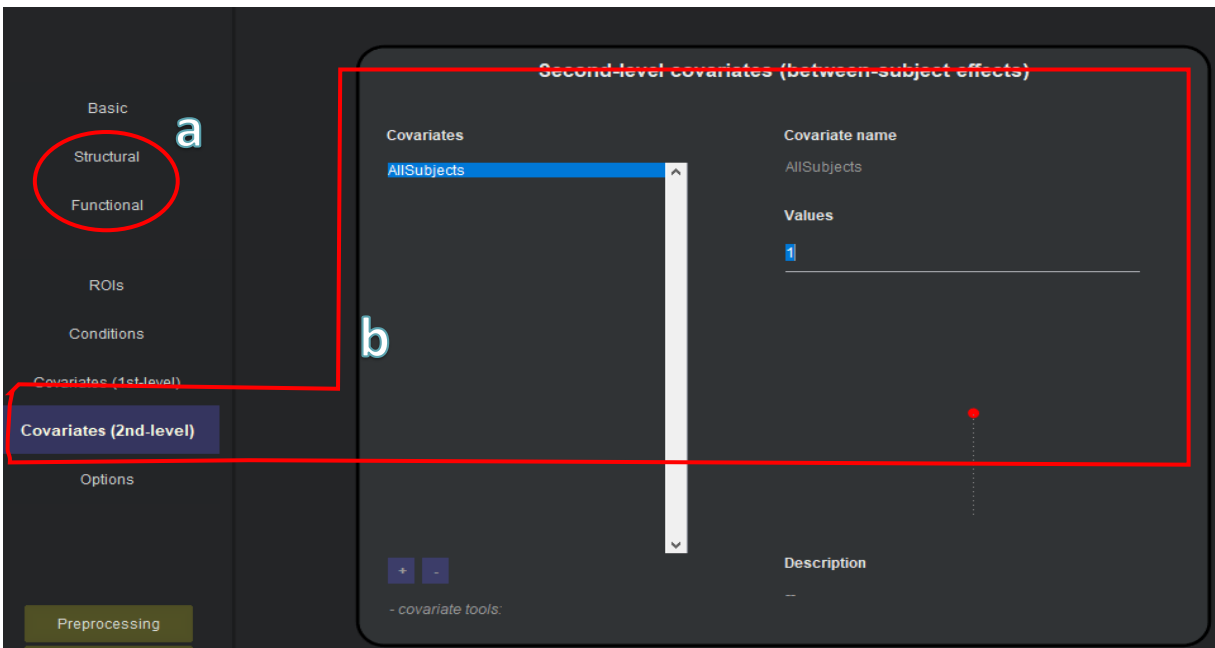 Second-level covariates (between-subject effects)
Basic
a
Structural
Functional
ROIs
Conditions
Covariates (1st-level)
Covariates (2nd-level)
Options
Preprocessing
Covariates
AllSubjects
b
+ -
- covariate tools:
Covariate name
AllSubjects
Values
1
Description
--